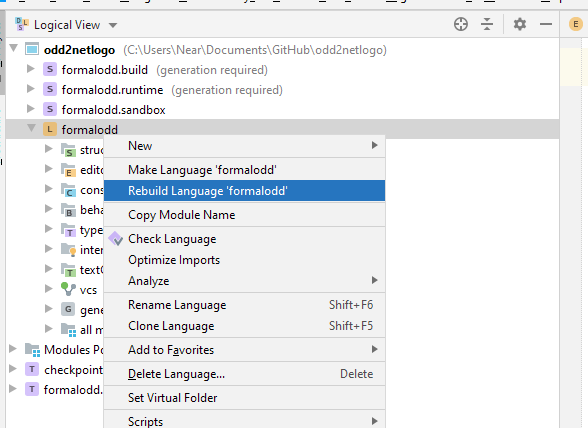 Logical View
E
odd2netlogo (C:\Users\Near\Documents\GitHub\odd2netlogo)
S formalodd.build (generation required)
S formalodd.runtime (generation required)
S formalodd.sandbox
L formalodd
S struc
New
E edito
Make Language 'formalodd'
C cons
Rebuild Language 'formalodd'
B beha
Copy Module Name
T type
Check Language
inter
Optimize Imports
textG
Analyze
vcs
Rename Language Shift+F6
G gene
Clone Language Shift+F5
all m
Modules Po
Add to Favorites
T checkpoint
Delete Language... Delete
T formalodd.
Set Virtual Folder
Scripts